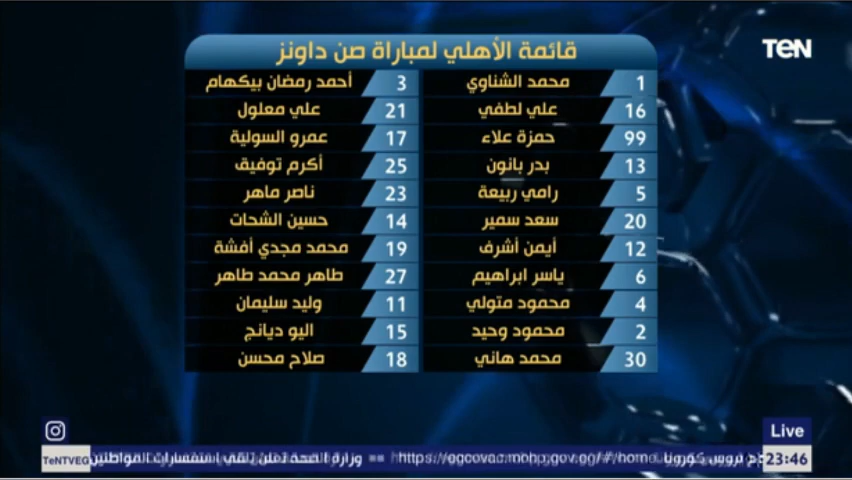 قائمة الأهلي لمباراة صن داونز
TEN
1 محمد الشناوي
16 علي لطفي
99 حمزة علاء
13 بدر بانون
5 رامي ربيعة
20 سعد سمير
12 أيمن أشرف
6 ياسر ابراهيم
4 محمود متولي
2 محمود وحيد
30 محمد هاني
3 أحمد رمضان بيكهام
21 علي معلول
17 عمرو السولية
25 أكرم توفيق
23 ناصر ماهر
14 حسين الشحات
19 محمد مجدي أفشة
27 طاهر محمد طاهر
11 وليد سليمان
15 اليو ديانج
18 صلاح محسن
Live
23:46
وزارة الصحة تعلن تلقي استفسارات المواطنين
TeNTVEG